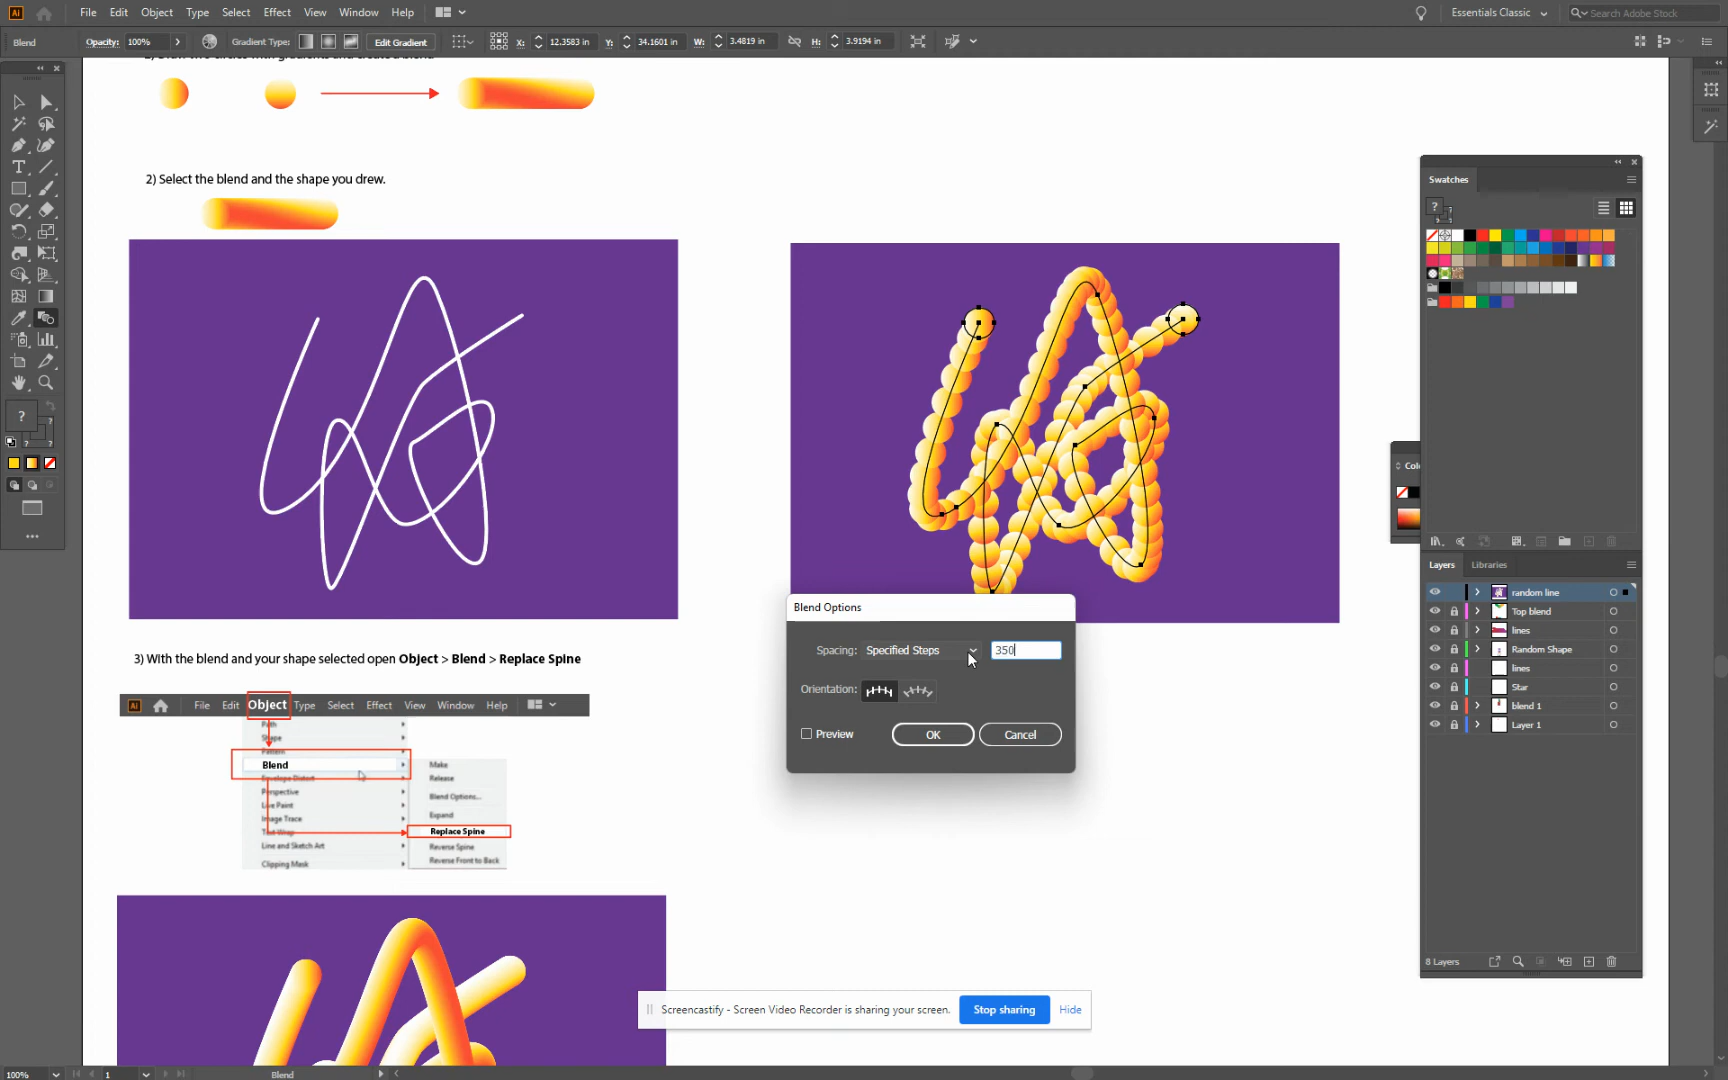 Ai File Edit Object Type Select Effect View Window Help Essentials Classic Search Adobe Stock
Blend Opacity: 100% Gradient Type: Edit Gradient X: 12.3583 in Y: 34.1601 in W: 3.4819 in H: 3.9194 in
2) Select the blend and the shape you drew.
Swatches
Blend Options
Spacing: Specified Steps 350
Orientation:
Preview OK Cancel
Colo
Layers Libraries
random line
Top blend
lines
Random Shape
lines
Star
blend 1
Layer 1
8 Layers
3) With the blend and your shape selected open Object > Blend > Replace Spine
Ai File Edit Object Type Select Effect View Window Help
Path
Shape
Pattern
Blend Make
Envelope Distort Release
Perspective Blend Options...
Live Paint
Image Trace Expand
Text Wrap Replace Spine
Line and Sketch Art Reverse Spine
Clipping Mask Reverse Front to Back
Screencastify - Screen Video Recorder is sharing your screen. Stop sharing Hide
100% 1 Blend